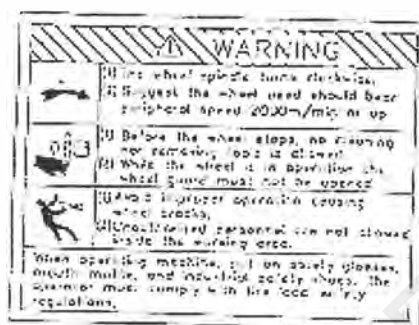 WARNING
(1) The wheel spindle turns clockwise.
(2) Suggest the wheel used should bear
peripheral speed 2000m/min or up
(1) Before the wheel stops, no cleaning
nor removing is allowed
(2) While the wheel is in operation the
wheel guard must not be opened
(1) Avoid improper operation causing
wheel cracks.
(2) Unauthorized personnel are not allowed
inside the working area.
When operating machine, put on safety glasses,
mouth and industrial safety shoes. The
operator must comply with the local safety
regulations.